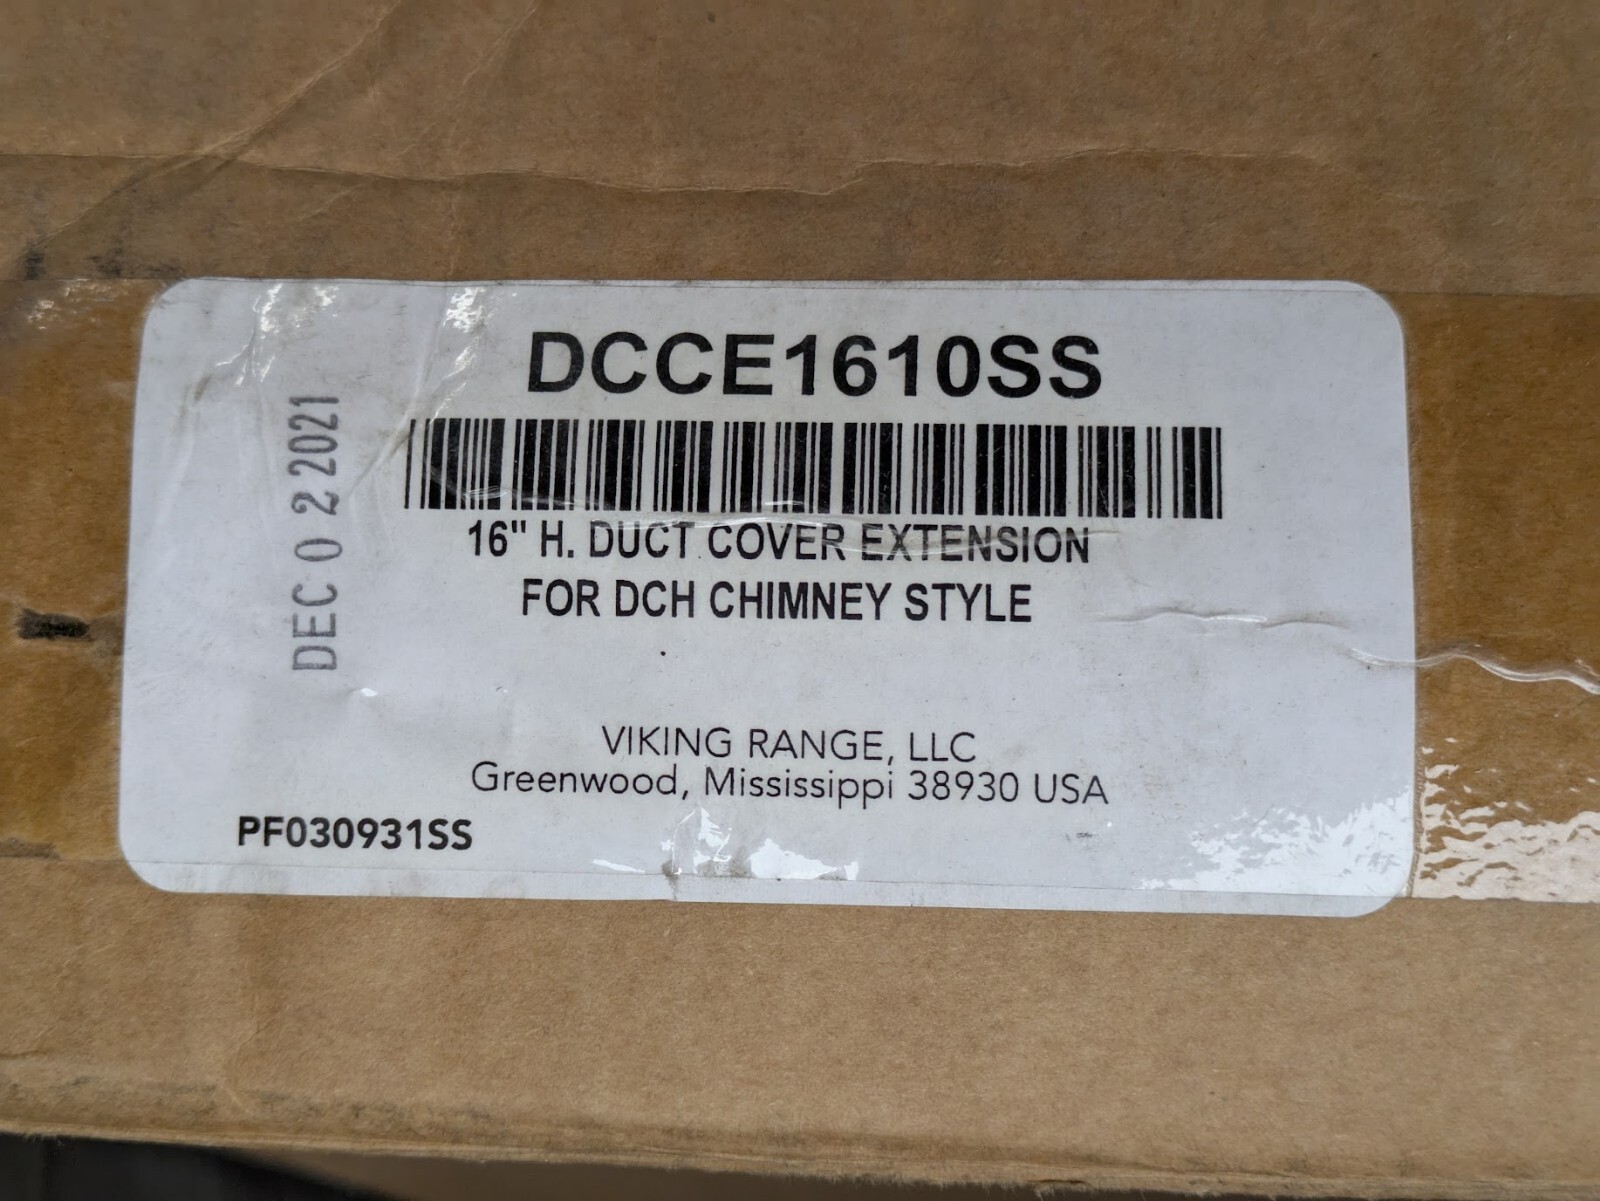 DCCE1610SS
DEC 0 2 2021
16" H. DUCT COVER EXTENSION
FOR DCH CHIMNEY STYLE
VIKING RANGE, LLC
Greenwood, Mississippi 38930 USA
PF030931SS